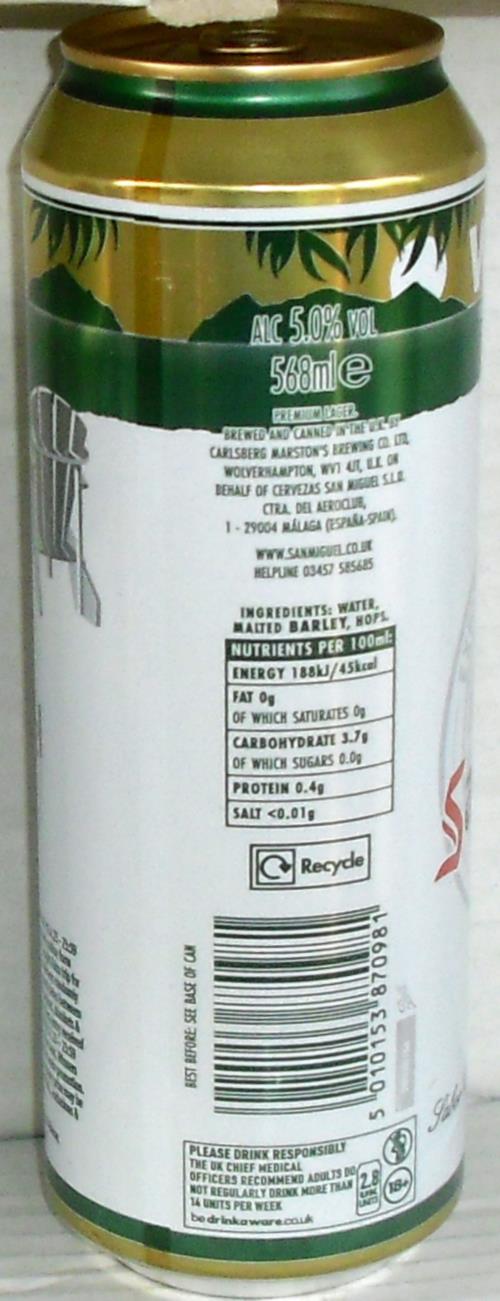 ALC 5.0% VOL
568ml e
PREMIUM LAGER.
BREWED AND CANNED IN THE U.K. BY
CARLSBERG MARSTON'S BREWING CO. LTD,
WOLVERHAMPTON, WV1 4JT, U.K. ON
BEHALF OF CERVEZAS SAN MIGUEL S.L.U.
CTRA. DEL AEROCLUB,
1 - 29004 MÁLAGA (ESPAÑA-SPAIN).
WWW.SANMIGUEL.CO.UK
HELPLINE 03457 585685
INGREDIENTS: WATER,
MALTED BARLEY, HOPS.
NUTRIENTS PER 100ml:
ENERGY 188kJ/45kcal
FAT 0g
OF WHICH SATURATES 0g
CARBOHYDRATE 3.7g
OF WHICH SUGARS 0.0g
PROTEIN 0.4g
SALT <0.01g
Recycle
BEST BEFORE: SEE BASE OF CAN
5 010153 870981
PLEASE DRINK RESPONSIBLY
THE UK CHIEF MEDICAL
OFFICERS RECOMMEND ADULTS DO
NOT REGULARLY DRINK MORE THAN
14 UNITS PER WEEK
bedrinkaware.co.uk
2.8
UK
UNITS
18+